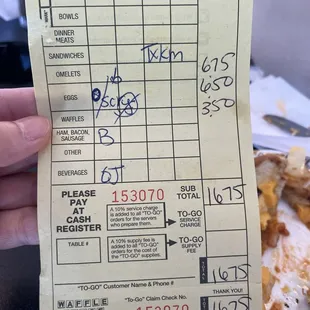 BOWLS
DINNER MEATS
SANDWICHES Txkm
OMELETS 675
EGGS Scr 650
WAFFLES 350
HAM, BACON, SAUSAGE B
OTHER
BEVERAGES
PLEASE PAY AT CASH REGISTER
153070
SUB TOTAL 1675
A 10% service charge is added to all "TO-GO" orders for the servers who prepare them.
TO-GO SERVICE CHARGE
TABLE #
A 10% supply fee is added to all "TO-GO" orders for the cost of the supplies.
TO-GO SUPPLY FEE
TOTAL 1675
"TO-GO" Customer Name & Phone #
THANK YOU!
WAFFLE
"To-Go" Claim Check No.
153070
1675